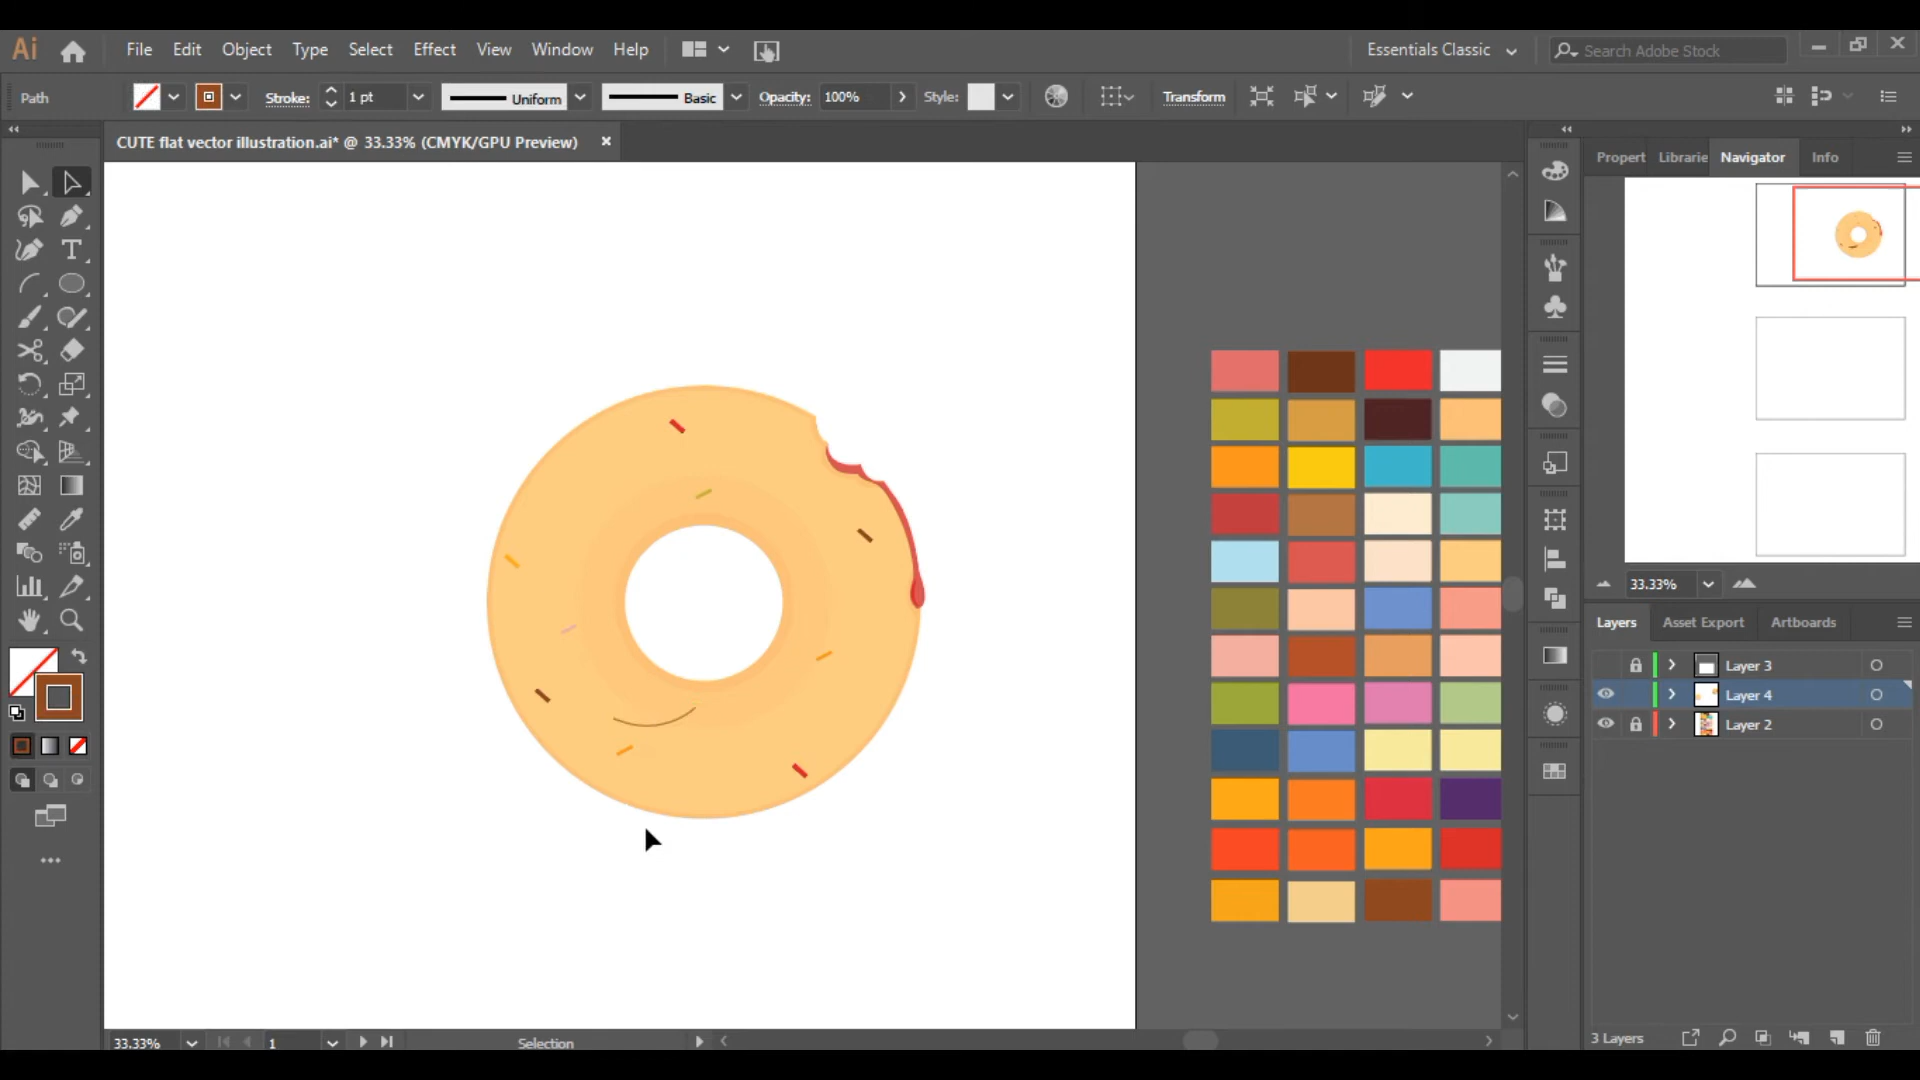 Ai File Edit Object Type Select Effect View Window Help Essentials Classic Search Adobe Stock
Path Stroke: 1 pt Uniform Basic Opacity: 100% Style: Transform
CUTE flat vector illustration.ai* @ 33.33% (CMYK/GPU Preview)
Propert Librarie Navigator Info
T
33.33%
Layers Asset Export Artboards
Layer 3
Layer 4
Layer 2
3 Layers
33.33% 1 Selection